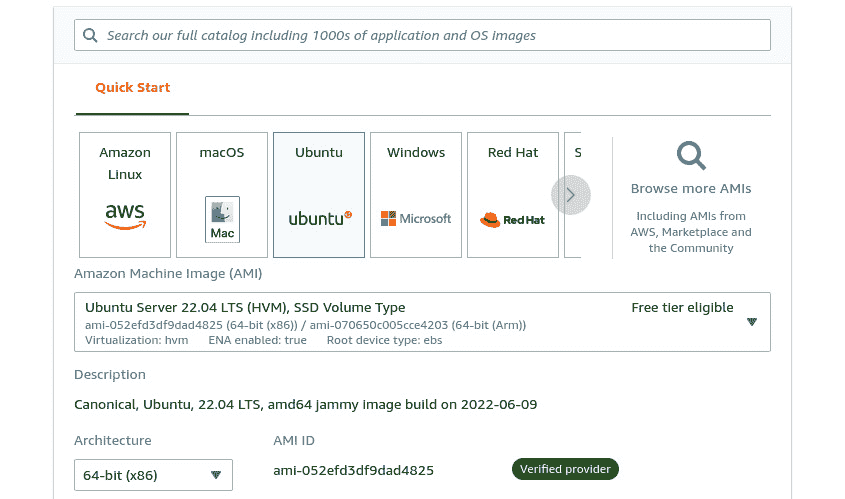 Search our full catalog including 1000s of application and OS images
Quick Start
Amazon
Linux
aws
macOS
Mac
Ubuntu
ubuntu
Windows
Microsoft
Red Hat
RedHat
S
Browse more AMIs
Including AMIs from
AWS, Marketplace and
the Community
Amazon Machine Image (AMI)
Ubuntu Server 22.04 LTS (HVM), SSD Volume Type
Free tier eligible
ami-052efd3df9dad4825 (64-bit (x86)) / ami-070650c005cce4203 (64-bit (Arm))
Virtualization: hvm ENA enabled: true Root device type: ebs
Description
Canonical, Ubuntu, 22.04 LTS, amd64 jammy image build on 2022-06-09
Architecture
AMI ID
64-bit (x86)
ami-052efd3df9dad4825
Verified provider